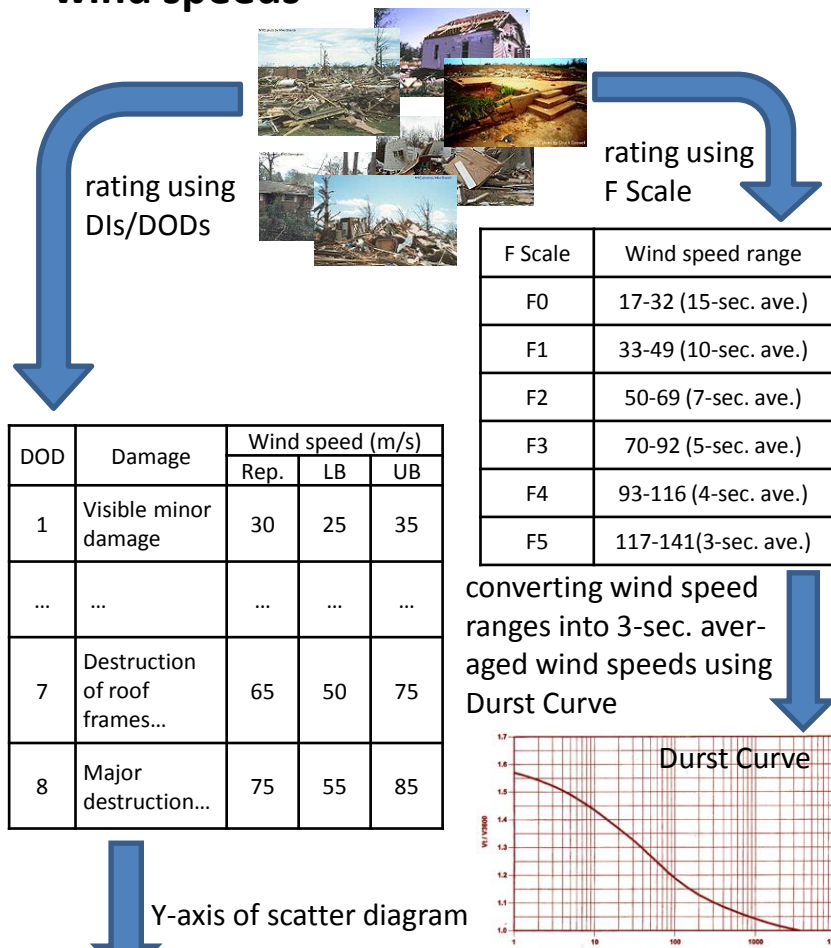 wind speeds
rating using
DIs/DODs
rating using
F Scale
F Scale Wind speed range
F0 17-32 (15-sec. ave.)
F1 33-49 (10-sec. ave.)
F2 50-69 (7-sec. ave.)
F3 70-92 (5-sec. ave.)
F4 93-116 (4-sec. ave.)
F5 117-141(3-sec. ave.)
DOD Damage Wind speed (m/s)
Rep. LB UB
1 Visible minor
damage 30 25 35
... ... ... ... ...
7 Destruction
of roof
frames... 65 50 75
8 Major
destruction... 75 55 85
converting wind speed
ranges into 3-sec. aver-
aged wind speeds using
Durst Curve
Durst Curve
1.7
1.6
1.5
1.4
1.3
1.2
1.1
1.0
1 10 100 1000
Y-axis of scatter diagram